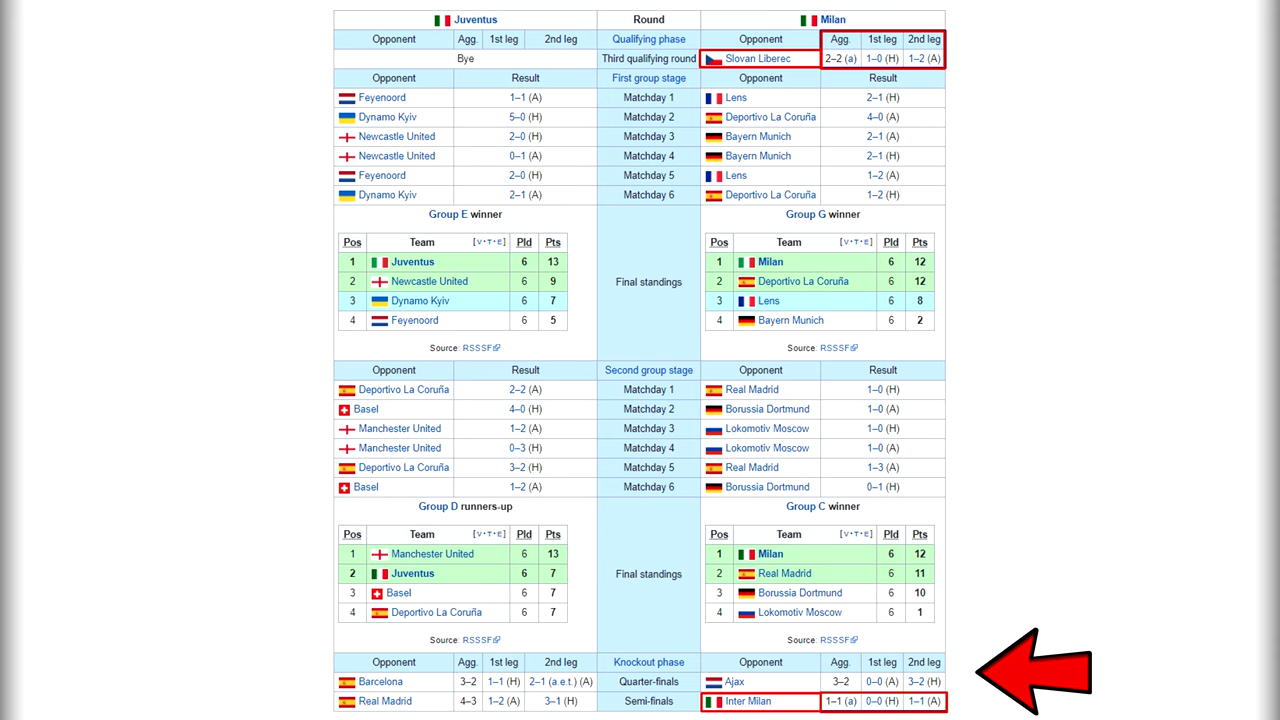 Juventus Round Milan
Opponent Agg. 1st leg 2nd leg Qualifying phase Opponent Agg. 1st leg 2nd leg
Bye Third qualifying round Slovan Liberec 2–2 (a) 1–0 (H) 1–2 (A)
Opponent Result First group stage Opponent Result
Feyenoord 1–1 (A) Matchday 1 Lens 2–1 (H)
Dynamo Kyiv 5–0 (H) Matchday 2 Deportivo La Coruña 4–0 (A)
Newcastle United 2–0 (H) Matchday 3 Bayern Munich 2–1 (A)
Newcastle United 0–1 (A) Matchday 4 Bayern Munich 2–1 (H)
Feyenoord 2–0 (H) Matchday 5 Lens 1–2 (A)
Dynamo Kyiv 2–1 (A) Matchday 6 Deportivo La Coruña 1–2 (H)
Group E winner Final standings Group G winner
Pos Team [V·T·E] Pld Pts Pos Team [V·T·E] Pld Pts
1 Juventus 6 13 1 Milan 6 12
2 Newcastle United 6 9 2 Deportivo La Coruña 6 12
3 Dynamo Kyiv 6 7 3 Lens 6 8
4 Feyenoord 6 5 4 Bayern Munich 6 2
Source: RSSSF Source: RSSSF
Opponent Result Second group stage Opponent Result
Deportivo La Coruña 2–2 (A) Matchday 1 Real Madrid 1–0 (H)
Basel 4–0 (H) Matchday 2 Borussia Dortmund 1–0 (A)
Manchester United 1–2 (A) Matchday 3 Lokomotiv Moscow 1–0 (H)
Manchester United 0–3 (H) Matchday 4 Lokomotiv Moscow 1–0 (A)
Deportivo La Coruña 3–2 (H) Matchday 5 Real Madrid 1–3 (A)
Basel 1–2 (A) Matchday 6 Borussia Dortmund 0–1 (H)
Group D runners-up Final standings Group C winner
Pos Team [V·T·E] Pld Pts Pos Team [V·T·E] Pld Pts
1 Manchester United 6 13 1 Milan 6 12
2 Juventus 6 7 2 Real Madrid 6 11
3 Basel 6 7 3 Borussia Dortmund 6 10
4 Deportivo La Coruña 6 7 4 Lokomotiv Moscow 6 1
Source: RSSSF Source: RSSSF
Opponent Agg. 1st leg 2nd leg Knockout phase Opponent Agg. 1st leg 2nd leg
Barcelona 3–2 1–1 (H) 2–1 (a.e.t.) (A) Quarter-finals Ajax 3–2 0–0 (A) 3–2 (H)
Real Madrid 4–3 1–2 (A) 3–1 (H) Semi-finals Inter Milan 1–1 (a) 0–0 (H) 1–1 (A)